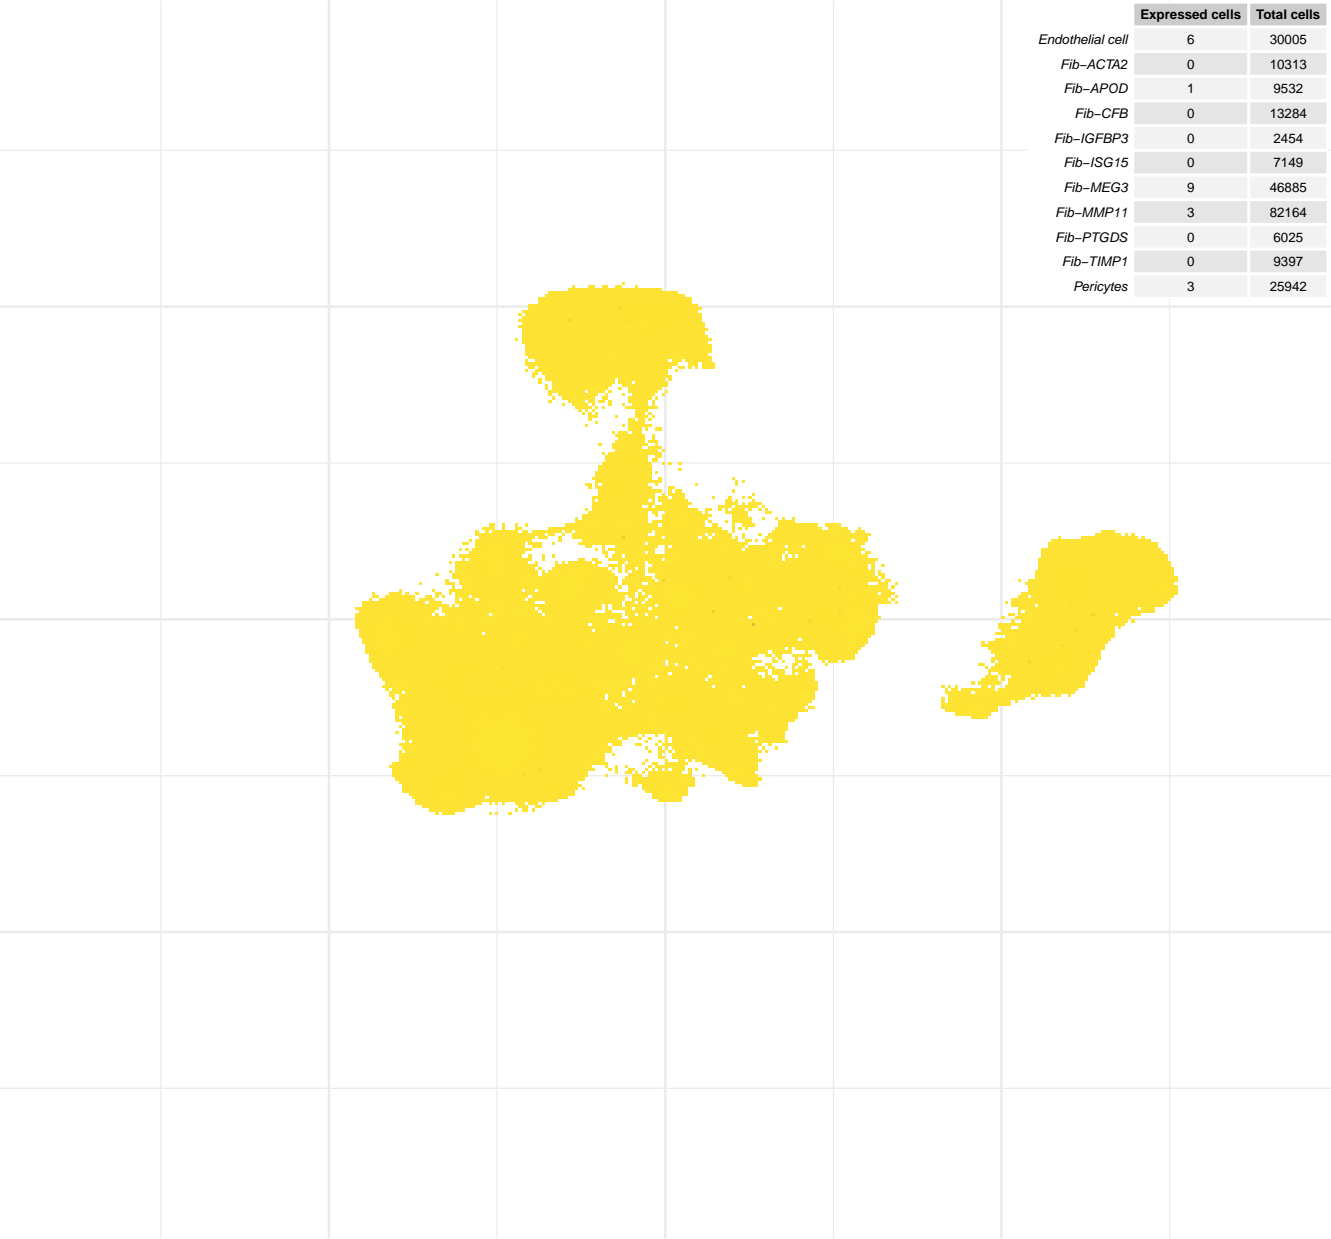 Expressed cells Total cells
Endothelial cell 6 30005
Fib−ACTA2 0 10313
Fib−APOD 1 9532
Fib−CFB 0 13284
Fib−IGFBP3 0 2454
Fib−ISG15 0 7149
Fib−MEG3 9 46885
Fib−MMP11 3 82164
Fib−PTGDS 0 6025
Fib−TIMP1 0 9397
Pericytes 3 25942